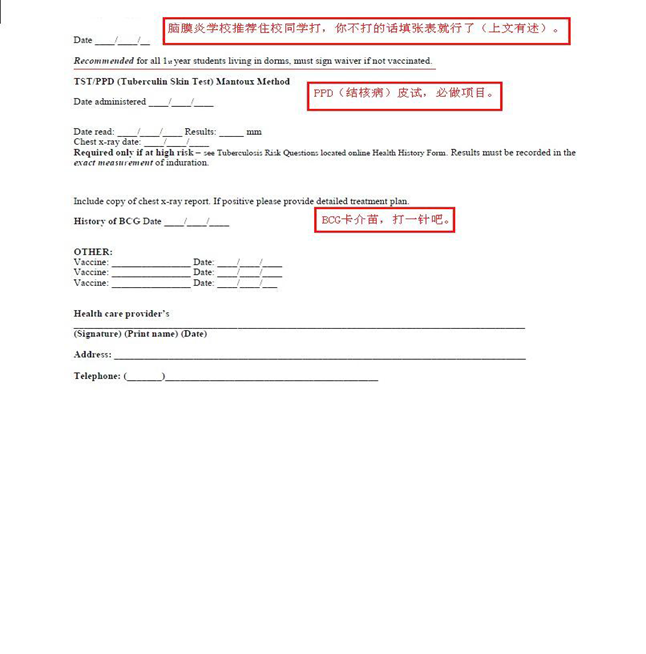 脑膜炎学校推荐住校同学打，你不打的话填张表就行了（上文有述）。
Date ____/____/__
Recommended for all 1st year students living in dorms, must sign waiver if not vaccinated.
TST/PPD (Tuberculin Skin Test) Mantoux Method
PPD（结核病）皮试，必做项目。
Date administered ____/____/____
Date read: ____/____/____ Results: _____ mm
Chest x-ray date: ____/____/____
Required only if at high risk – see Tuberculosis Risk Questions located online Health History Form. Results must be recorded in the
exact measurement of induration.
Include copy of chest x-ray report. If positive please provide detailed treatment plan.
History of BCG Date ____/____/____
BCG卡介苗，打一针吧。
OTHER:
Vaccine: ________________ Date: ____/____/____
Vaccine: ________________ Date: ____/____/____
Vaccine: ________________ Date: ____/____/___
Health care provider's
(Signature) (Print name) (Date)
Address: ____________________
Telephone: (_______)____________________